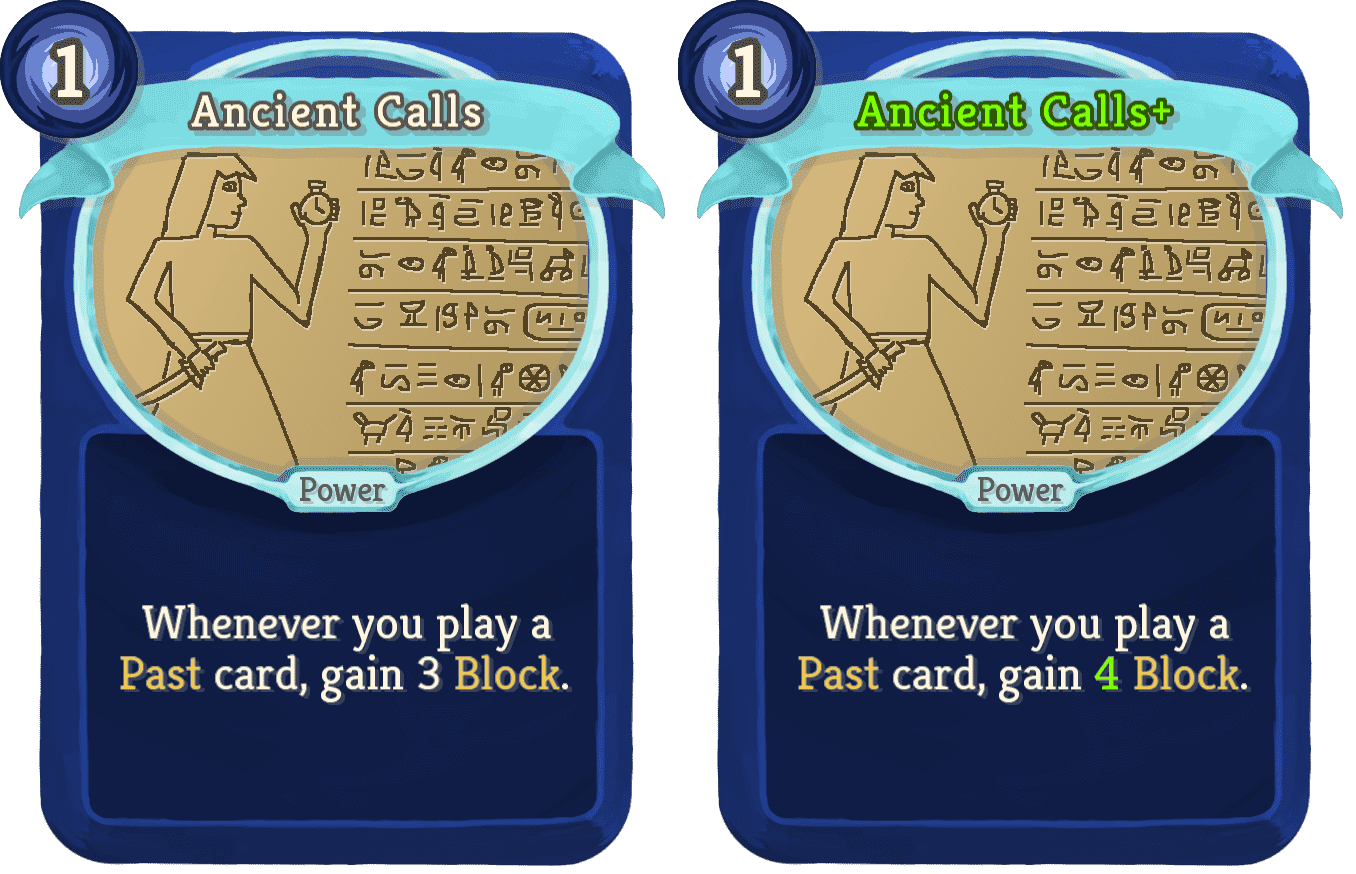 1
Ancient Calls
Power
Whenever you play a
Past card, gain 3 Block.
1
Ancient Calls+
Power
Whenever you play a
Past card, gain 4 Block.